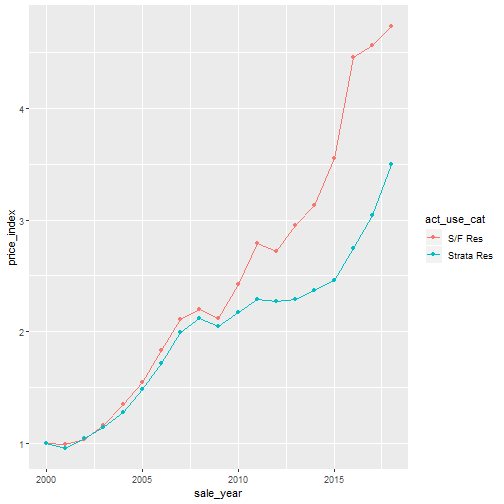 4
3
2
1
price_index
2000 2005 2010 2015
sale_year
act_use_cat
S/F Res
Strata Res